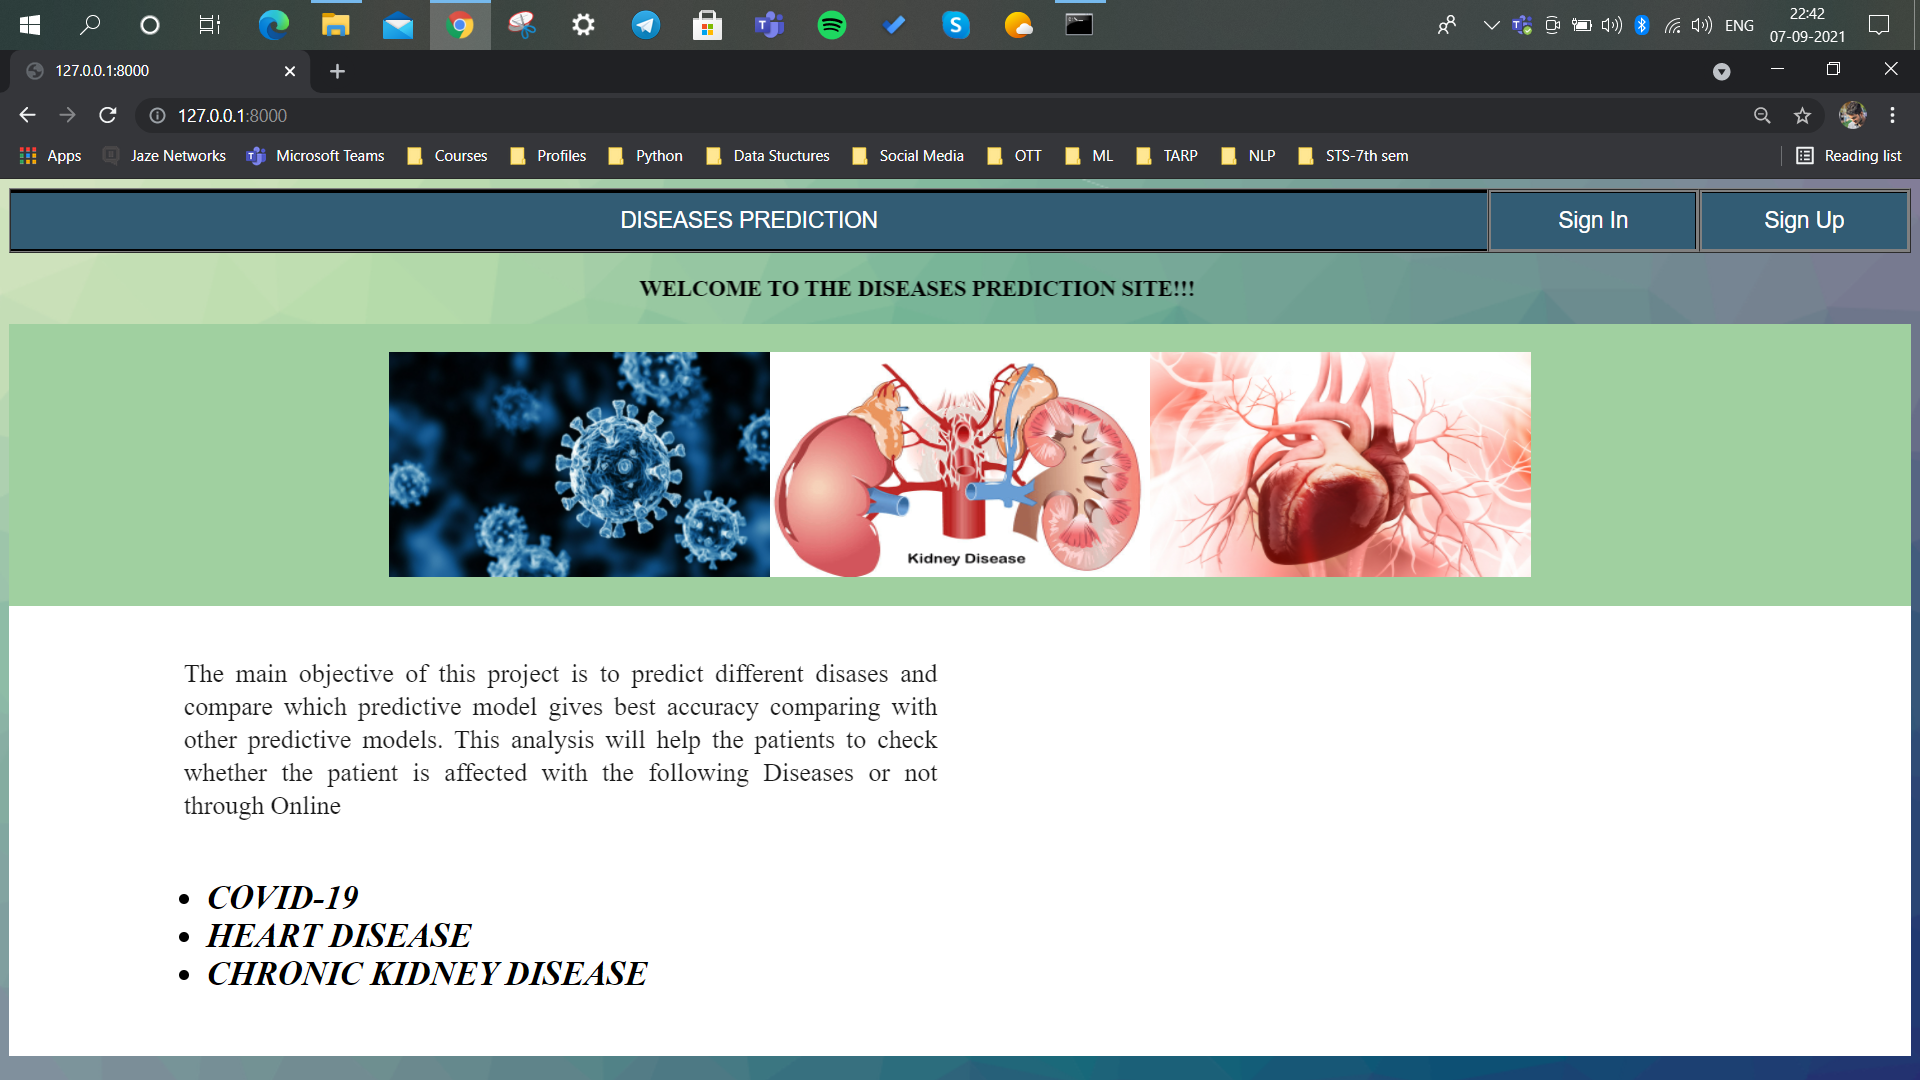 22:42
ENG
07-09-2021
127.0.0.1:8000
127.0.0.1:8000
Apps Jaze Networks Microsoft Teams Courses Profiles Python Data Stuctures Social Media OTT ML TARP NLP STS-7th sem Reading list
DISEASES PREDICTION Sign In Sign Up
WELCOME TO THE DISEASES PREDICTION SITE!!!
Kidney Disease
The main objective of this project is to predict different disases and
compare which predictive model gives best accuracy comparing with
other predictive models. This analysis will help the patients to check
whether the patient is affected with the following Diseases or not
through Online
COVID-19
HEART DISEASE
CHRONIC KIDNEY DISEASE